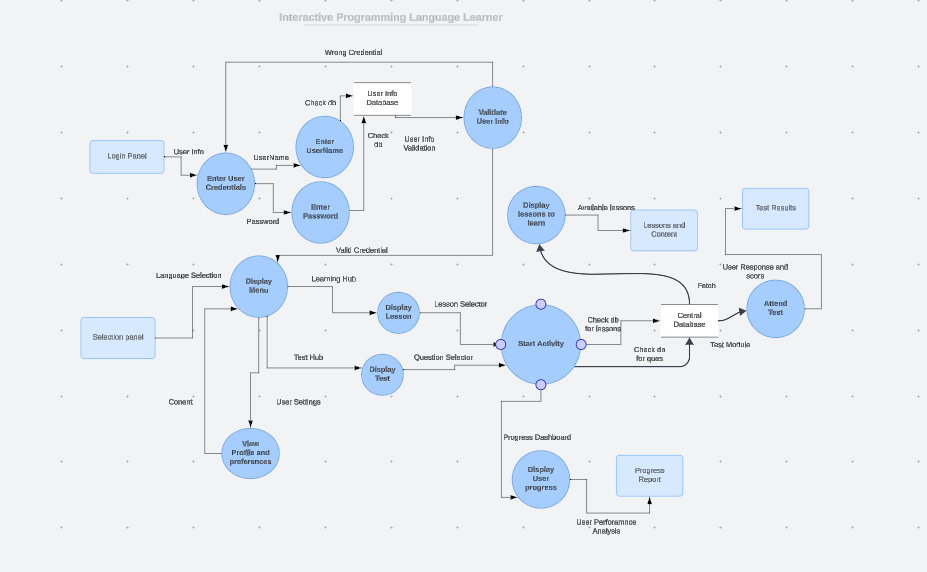 Interactive Programming Language Learner
Wrong Credential
User Info
Database
Check db
Validate
User Info
Enter
UserName
Check
db
User Info
Validation
Login Panel
User Info
UserName
Enter User
Credentials
Enter
Password
Password
Display
lessons to
learn
Available lessons
Lessons and
Content
Test Results
Valid Credential
Language Selection
Display
Menu
Learning Hub
User Response and
score
Fetch
Display
Lesson
Lesson Selector
Attend
Test
Selection panel
Start Activity
Check db
for lessons
Central
Database
Test Module
Check db
for ques
Test Hub
Question Selector
Display
Test
Conent
User Settings
View
Profile and
preferences
Progress Dashboard
Display
User
progress
Progress
Report
User Perforamnce
Analysis